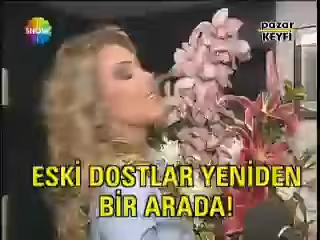 SHOW
pazar
KEYFİ
ESKİ DOSTLAR YENİDEN
BİR ARADA!